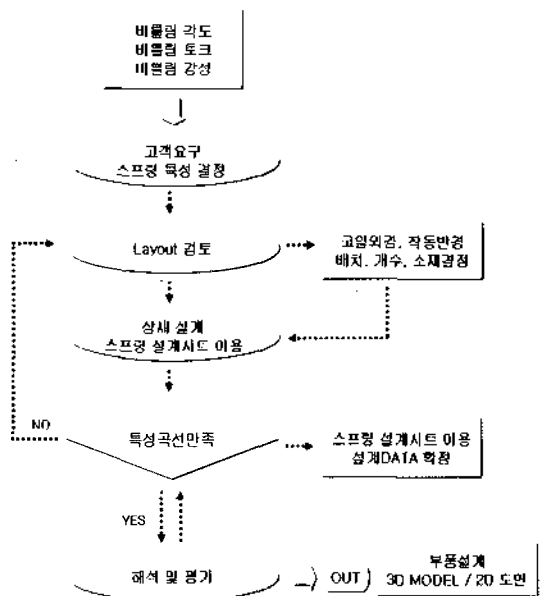 비틀림 각도
비틀림 토크
비틀림 강성
고객요구
스프링 특성 결정
Layout 검토
코일외경, 작동반경
배치, 개수, 소재결정
상세 설계
스프링 설계시트 이용
NO
특성곡선만족
스프링 설계시트 이용
설계DATA 확정
YES
해석 및 평가
OUT
부품설계
3D MODEL / 2D 도면